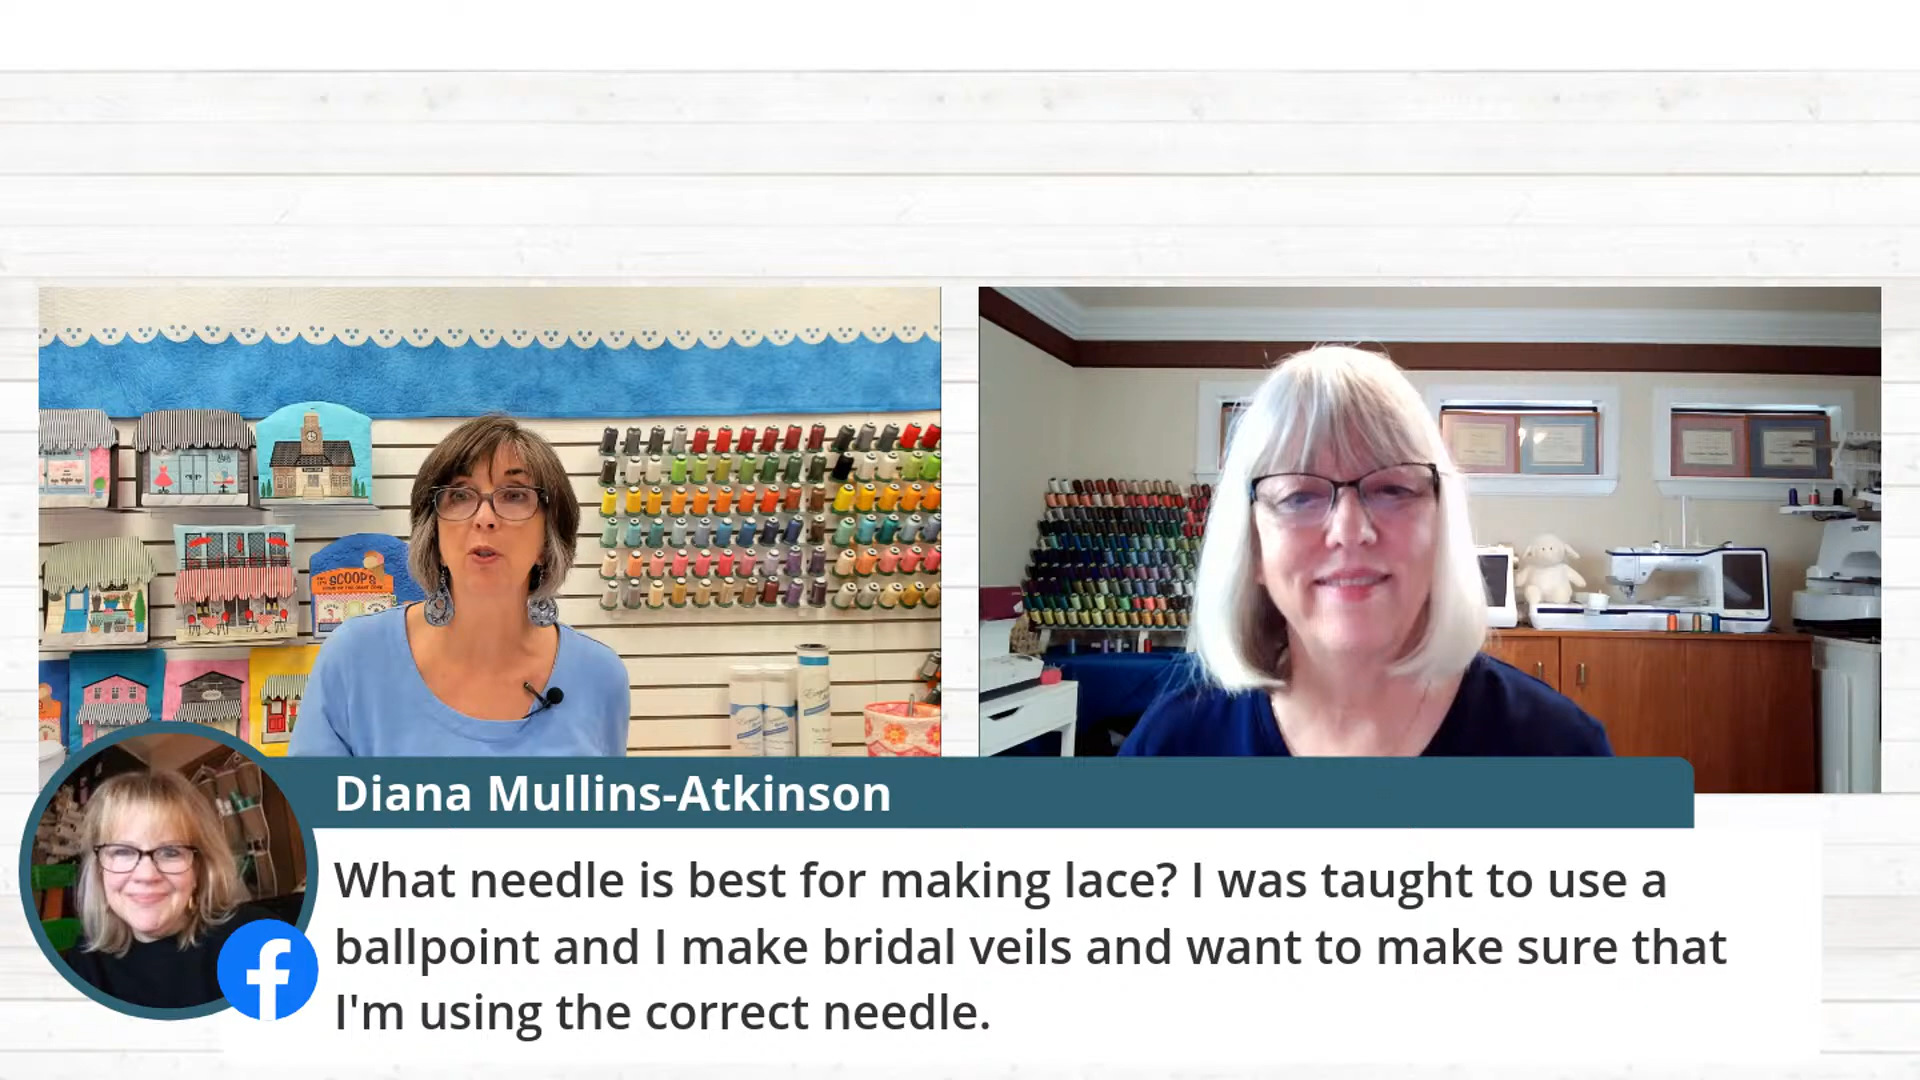 SCOOP'S
Diana Mullins-Atkinson
What needle is best for making lace? I was taught to use a
ballpoint and I make bridal veils and want to make sure that
I'm using the correct needle.